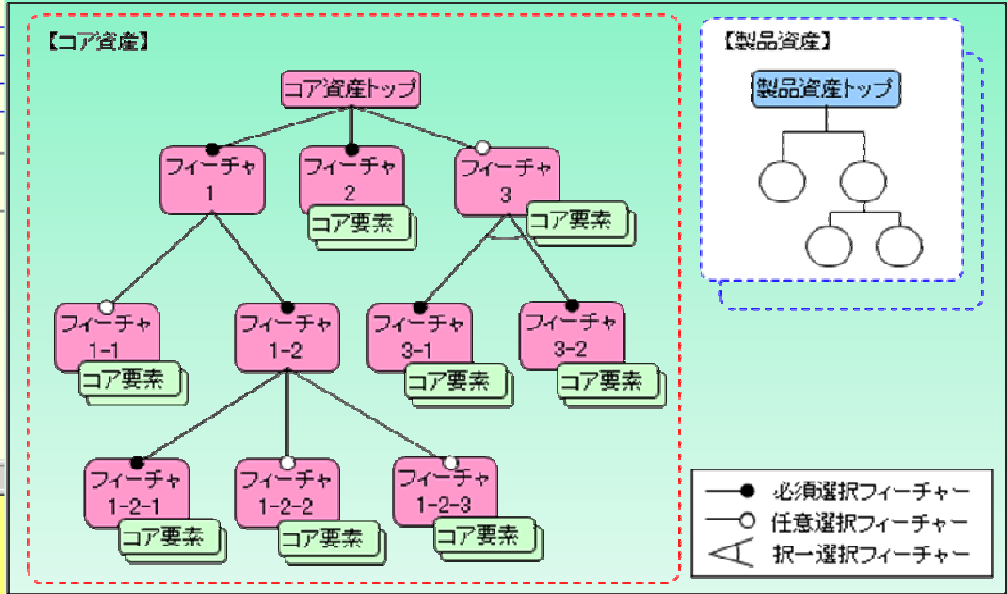 【コア資産】
コア資産トップ
フィーチャ
1
フィーチャ
2
コア要素
フィーチャ
3
コア要素
フィーチャ
1-1
コア要素
フィーチャ
1-2
フィーチャ
3-1
コア要素
フィーチャ
3-2
コア要素
フィーチャ
1-2-1
コア要素
フィーチャ
1-2-2
コア要素
フィーチャ
1-2-3
コア要素
【製品資産】
製品資産トップ
必須選択フィーチャー
任意選択フィーチャー
択一選択フィーチャー